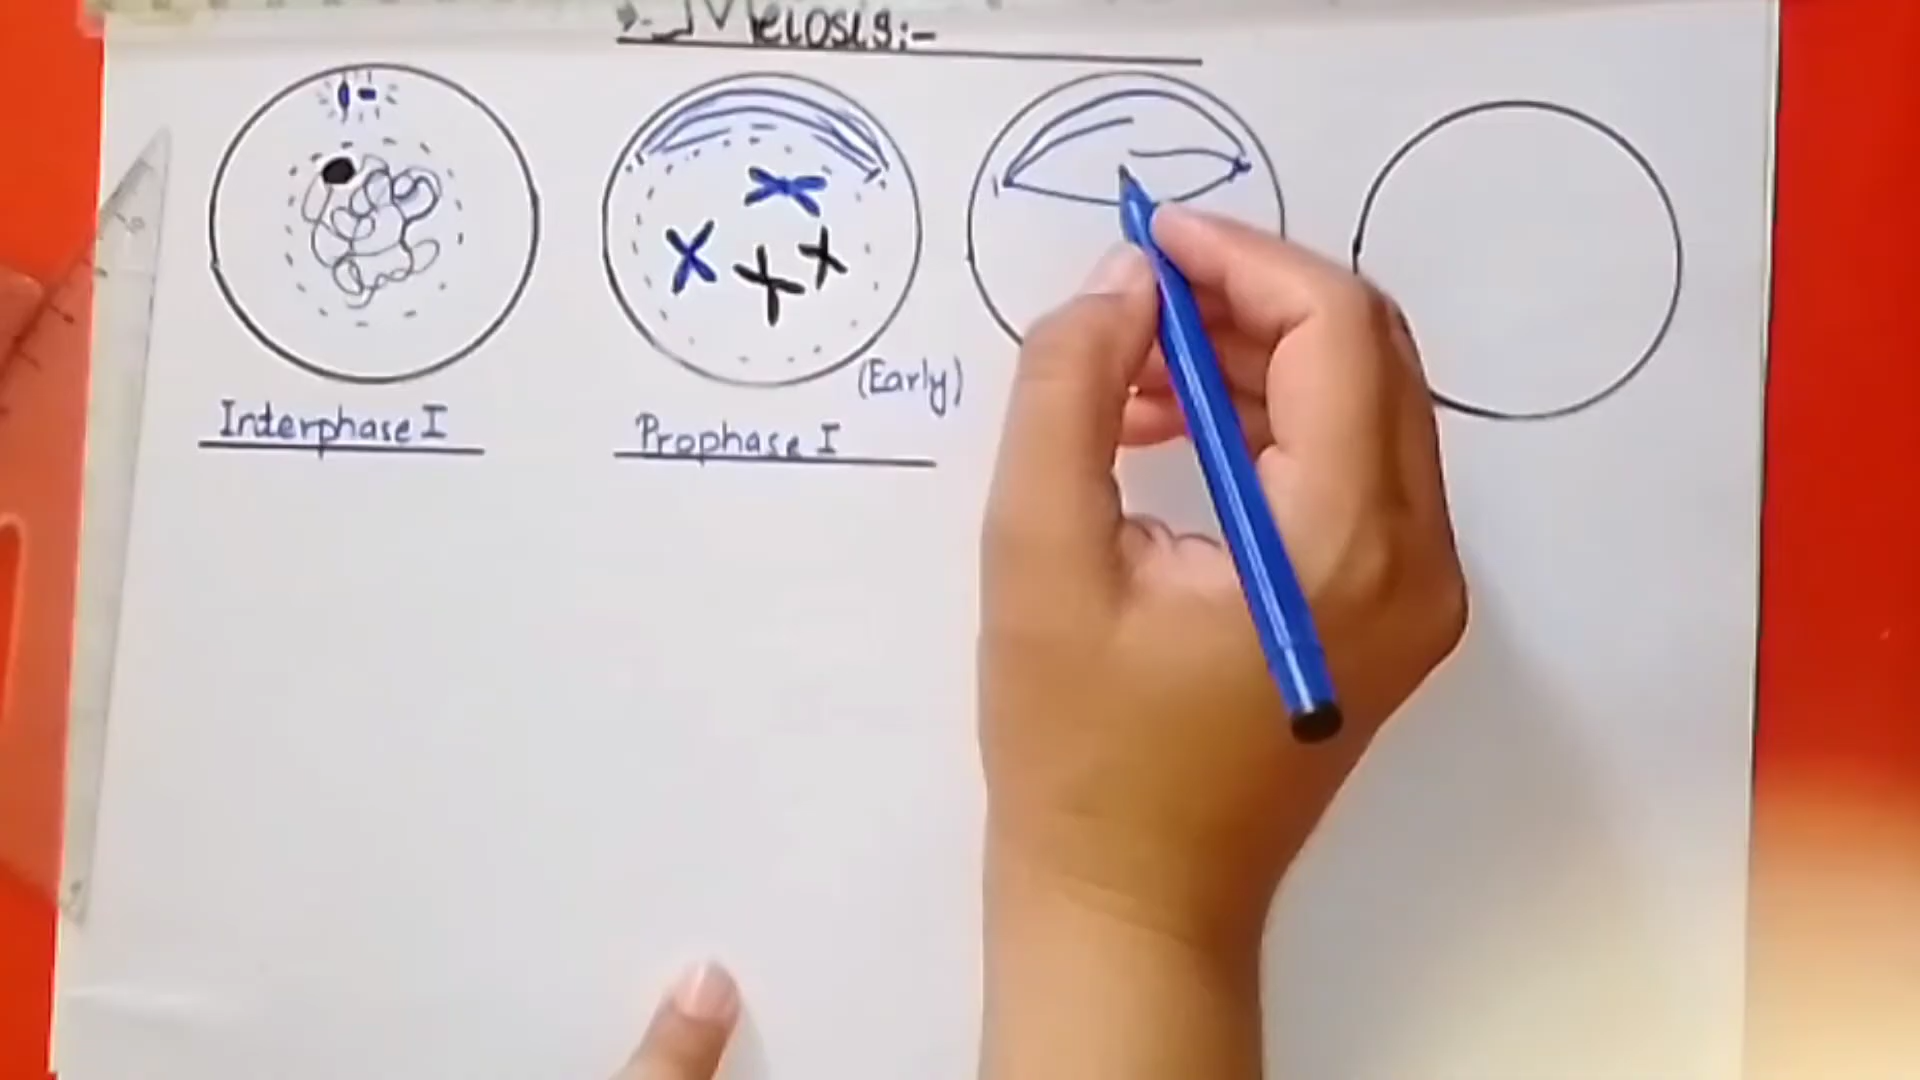 Meiosis:-
(Early)
Interphase I
Prophase I